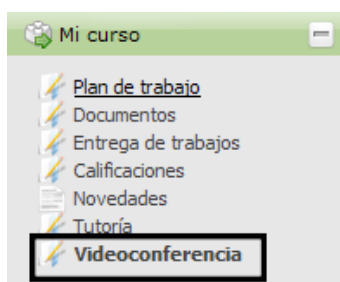 Mi curso
Plan de trabajo
Documentos
Entrega de trabajos
Calificaciones
Novedades
Tutoría
Videoconferencia